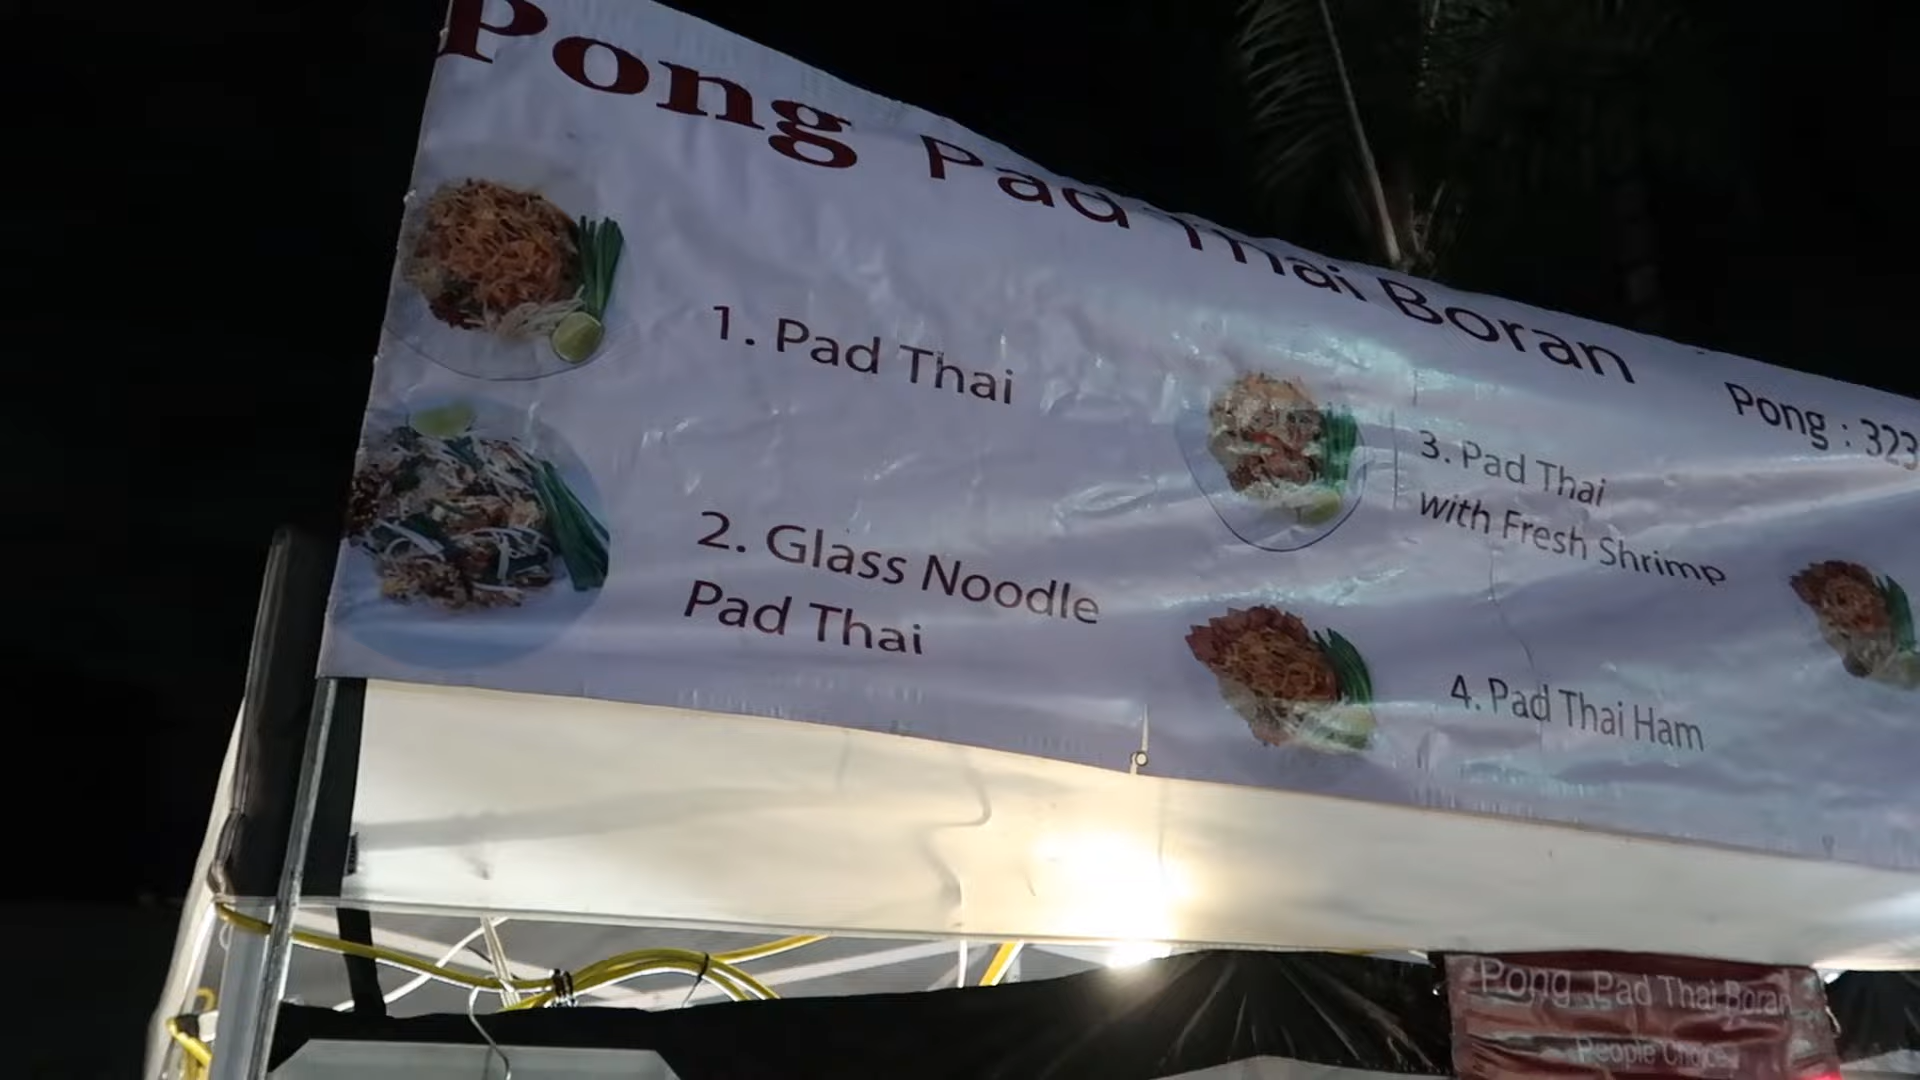 Pong Pad Thai Boran
Pong : 323
1. Pad Thai
2. Glass Noodle
Pad Thai
3. Pad Thai
with Fresh Shrimp
4. Pad Thai Ham
Pong Pad Thai Boran
People Choice